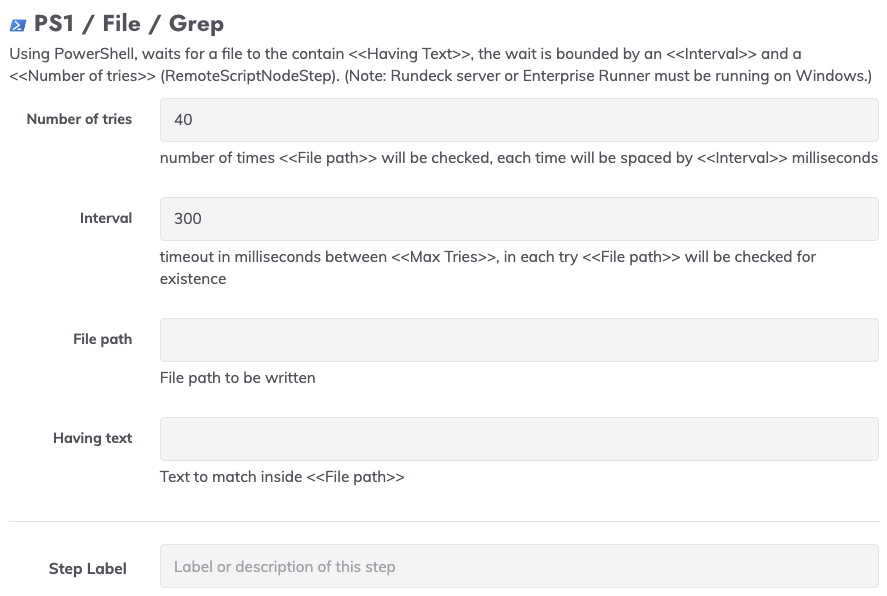 PS1 / File / Grep
Using PowerShell, waits for a file to the contain <<Having Text>>, the wait is bounded by an <<Interval>> and a
<<Number of tries>> (RemoteScriptNodeStep). (Note: Rundeck server or Enterprise Runner must be running on Windows.)
Number of tries
40
number of times <<File path>> will be checked, each time will be spaced by <<Interval>> milliseconds
Interval
300
timeout in milliseconds between <<Max Tries>>, in each try <<File path>> will be checked for
existence
File path
File path to be written
Having text
Text to match inside <<File path>>
Step Label
Label or description of this step